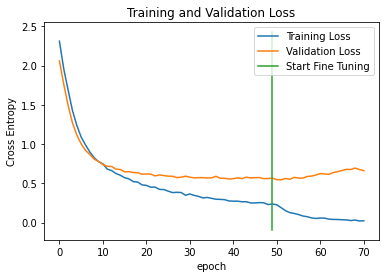 Training and Validation Loss
Training Loss
Validation Loss
Start Fine Tuning
2.5
2.0
1.5
1.0
0.5
0.0
Cross Entropy
0 10 20 30 40 50 60 70
epoch